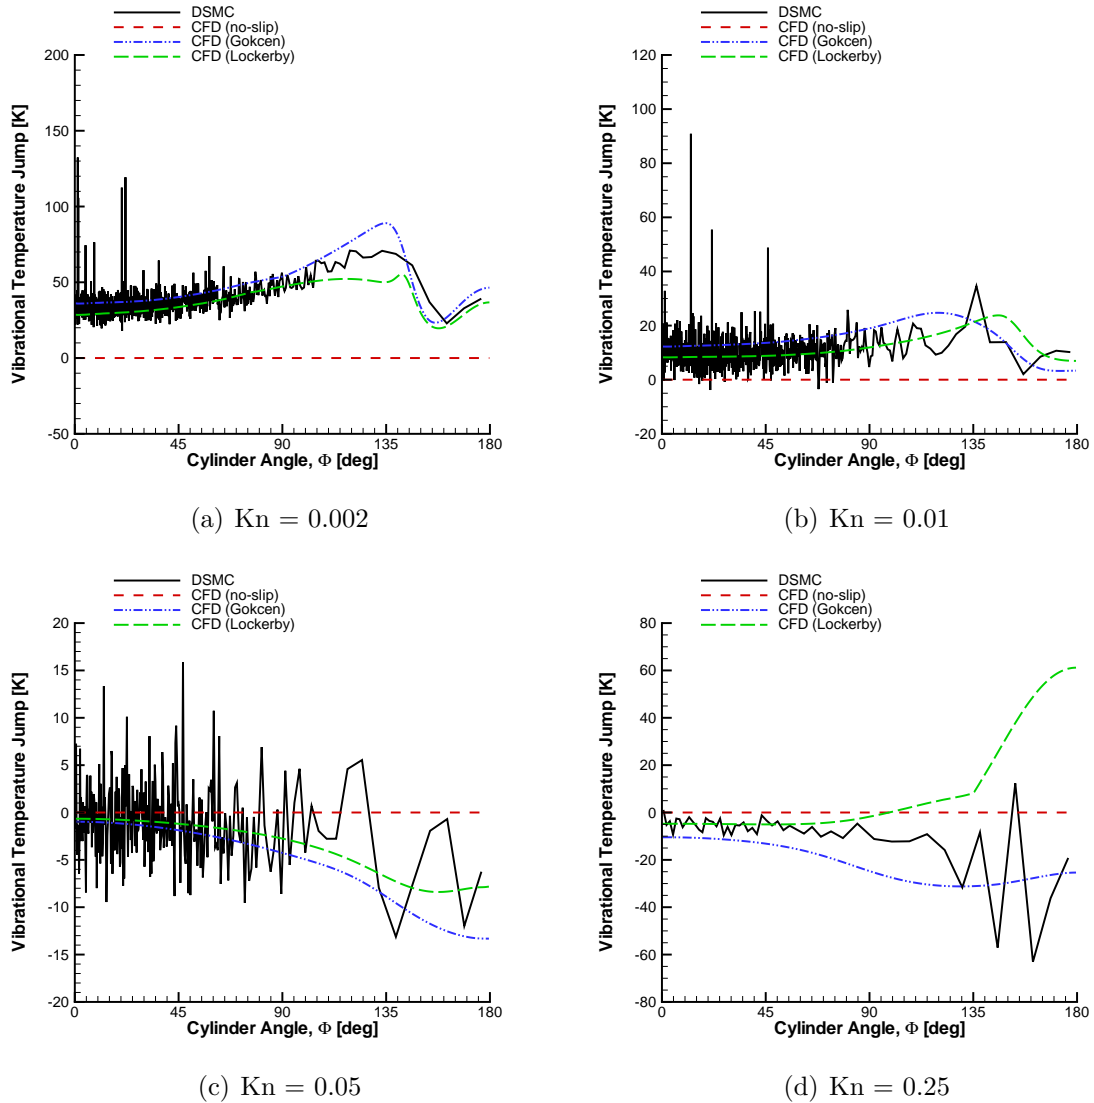 DSMC
CFD (no-slip)
CFD (Gokcen)
CFD (Lockerby)
Vibrational Temperature Jump [K]
200
150
100
50
0
-50
0 45 90 135 180
Cylinder Angle, Φ [deg]
(a) Kn = 0.002
DSMC
CFD (no-slip)
CFD (Gokcen)
CFD (Lockerby)
Vibrational Temperature Jump [K]
120
100
80
60
40
20
0
-20
0 45 90 135 180
Cylinder Angle, Φ [deg]
(b) Kn = 0.01
DSMC
CFD (no-slip)
CFD (Gokcen)
CFD (Lockerby)
Vibrational Temperature Jump [K]
20
15
10
5
0
-5
-10
-15
-20
0 45 90 135 180
Cylinder Angle, Φ [deg]
(c) Kn = 0.05
DSMC
CFD (no-slip)
CFD (Gokcen)
CFD (Lockerby)
Vibrational Temperature Jump [K]
80
60
40
20
0
-20
-40
-60
-80
0 45 90 135 180
Cylinder Angle, Φ [deg]
(d) Kn = 0.25